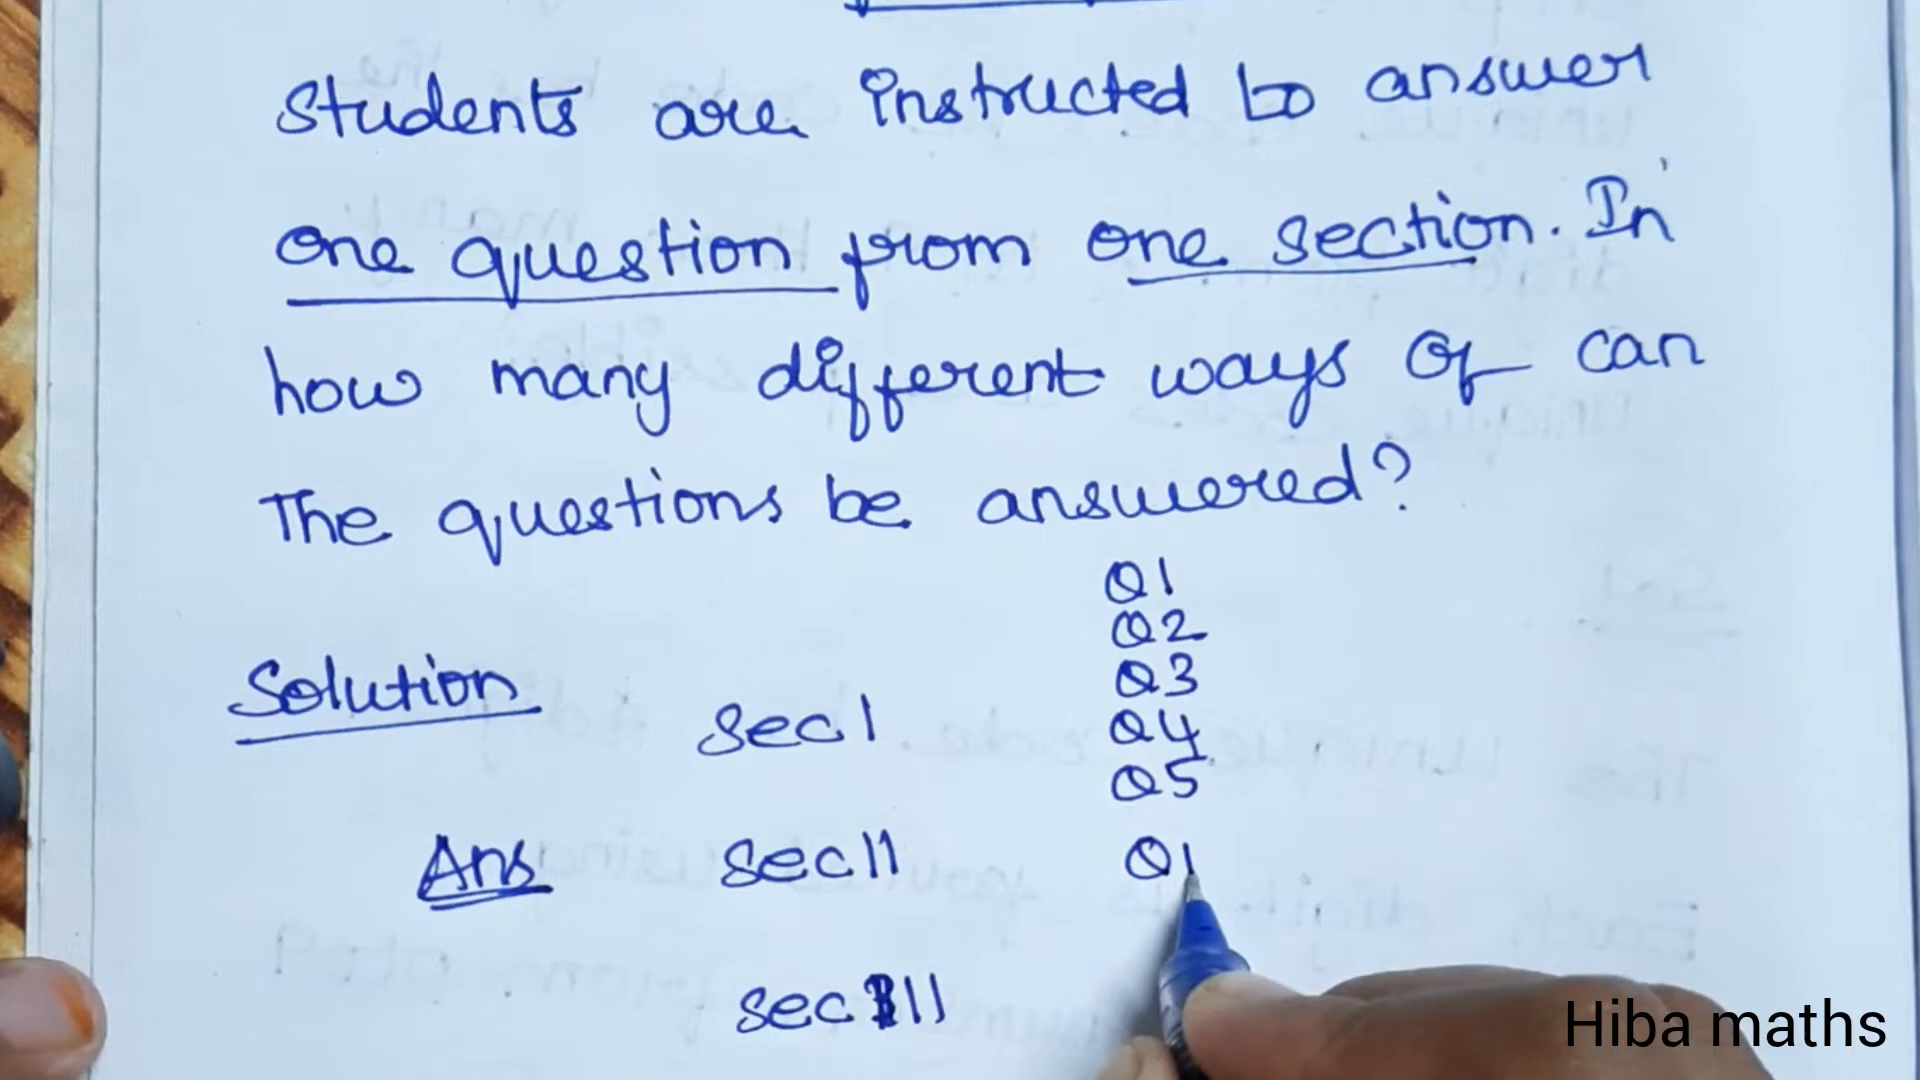 Students are instructed to answer
one question from one section. In
how many different ways of can
The questions be answered?
Q1
Q2
Q3
Solution
sec I
Q4
Q5
Ans
sec II
Q1
sec III
Hiba maths